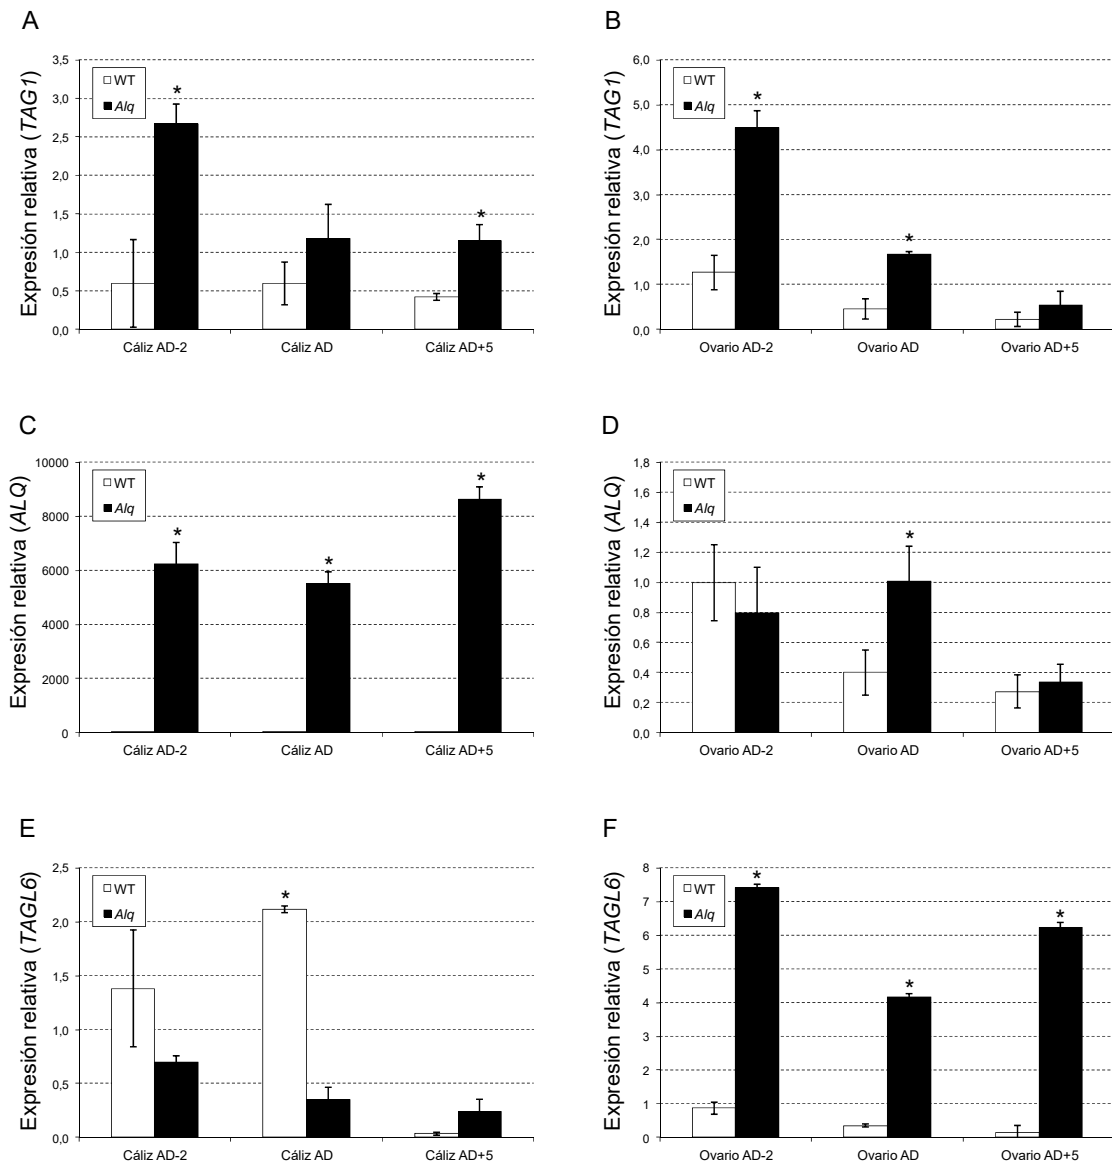 A
Expresión relativa (TAG1)
3,5
3,0
2,5
2,0
1,5
1,0
0,5
0,0
WT
Alq
*
*
Cáliz AD-2
Cáliz AD
Cáliz AD+5
B
Expresión relativa (TAG1)
6,0
5,0
4,0
3,0
2,0
1,0
0,0
WT
Alq
*
*
Ovario AD-2
Ovario AD
Ovario AD+5
C
Expresión relativa (ALQ)
10000
8000
6000
4000
2000
0
WT
Alq
*
*
*
Cáliz AD-2
Cáliz AD
Cáliz AD+5
D
Expresión relativa (ALQ)
1,8
1,6
1,4
1,2
1,0
0,8
0,6
0,4
0,2
0,0
WT
Alq
*
Ovario AD-2
Ovario AD
Ovario AD+5
E
Expresión relativa (TAGL6)
2,5
2,0
1,5
1,0
0,5
0,0
WT
Alq
*
Cáliz AD-2
Cáliz AD
Cáliz AD+5
F
Expresión relativa (TAGL6)
8
7
6
5
4
3
2
1
0
WT
Alq
*
*
*
Ovario AD-2
Ovario AD
Ovario AD+5